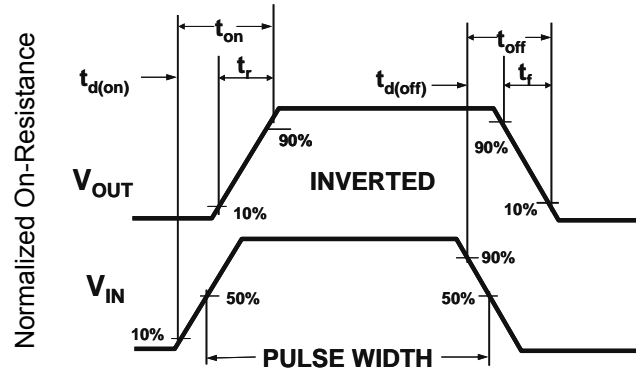 Normalized On-Resistance
t_on
t_off
t_d(on)
t_r
t_d(off)
t_f
90%
90%
V_OUT
INVERTED
10%
10%
90%
V_IN
50%
50%
10%
PULSE WIDTH